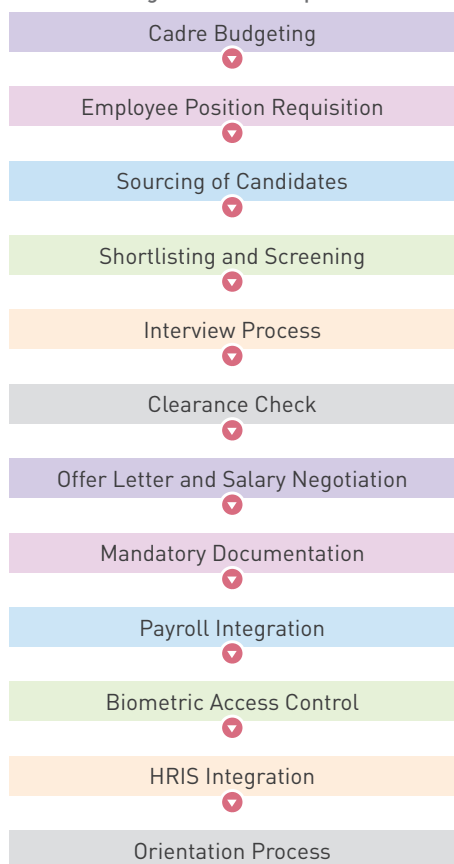 Cadre Budgeting
Employee Position Requisition
Sourcing of Candidates
Shortlisting and Screening
Interview Process
Clearance Check
Offer Letter and Salary Negotiation
Mandatory Documentation
Payroll Integration
Biometric Access Control
HRIS Integration
Orientation Process